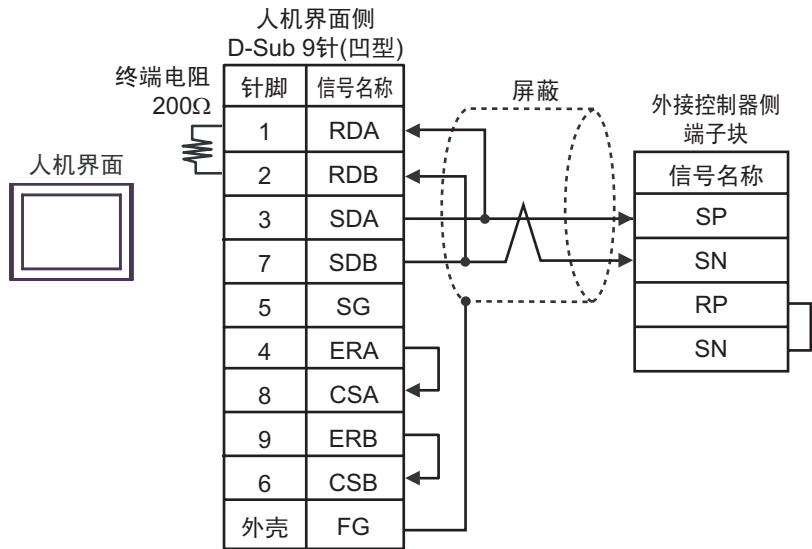 人机界面侧
D-Sub 9针(凹型)
终端电阻
200Ω
人机界面
针脚 信号名称
1 RDA
2 RDB
3 SDA
7 SDB
5 SG
4 ERA
8 CSA
9 ERB
6 CSB
外壳 FG
屏蔽
外接控制器侧
端子块
信号名称
SP
SN
RP
SN